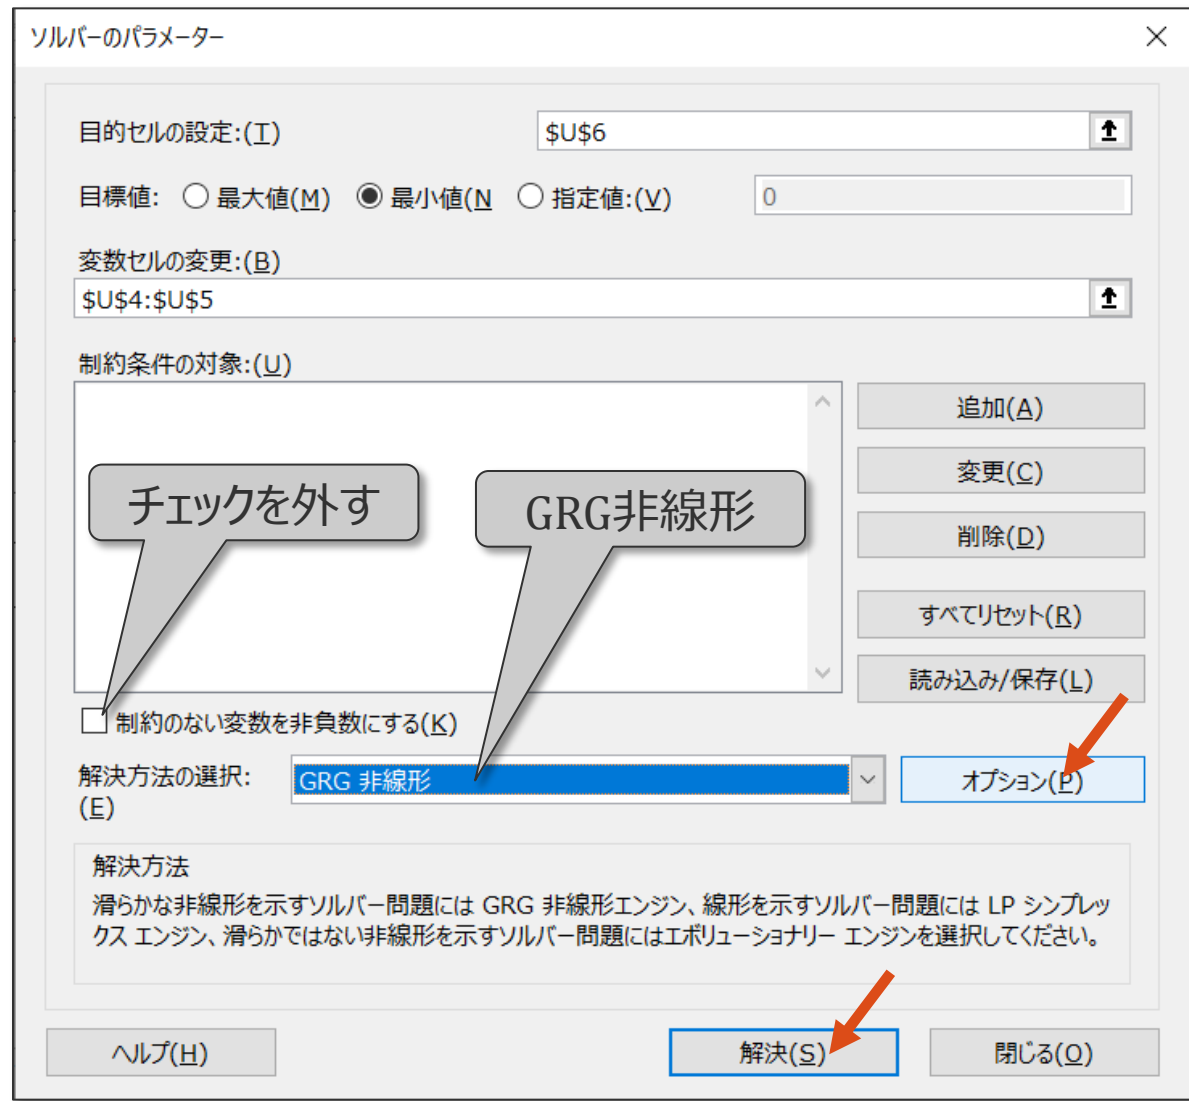 ソルバーのパラメーター
目的セルの設定:(T)
$U$6
目標値: 最大値(M) 最小値(N 指定値:(V) 0
変数セルの変更:(B)
$U$4:$U$5
制約条件の対象:(U)
追加(A)
変更(C)
チェックを外す
GRG非線形
削除(D)
すべてリセット(R)
読み込み/保存(L)
制約のない変数を非負数にする(K)
解決方法の選択:
(E)
GRG 非線形
オプション(P)
解決方法
滑らかな非線形を示すソルバー問題には GRG 非線形エンジン、線形を示すソルバー問題には LP シンプレッ
クス エンジン、滑らかではない非線形を示すソルバー問題にはエボリューショナリー エンジンを選択してください。
ヘルプ(H)
解決(S)
閉じる(O)